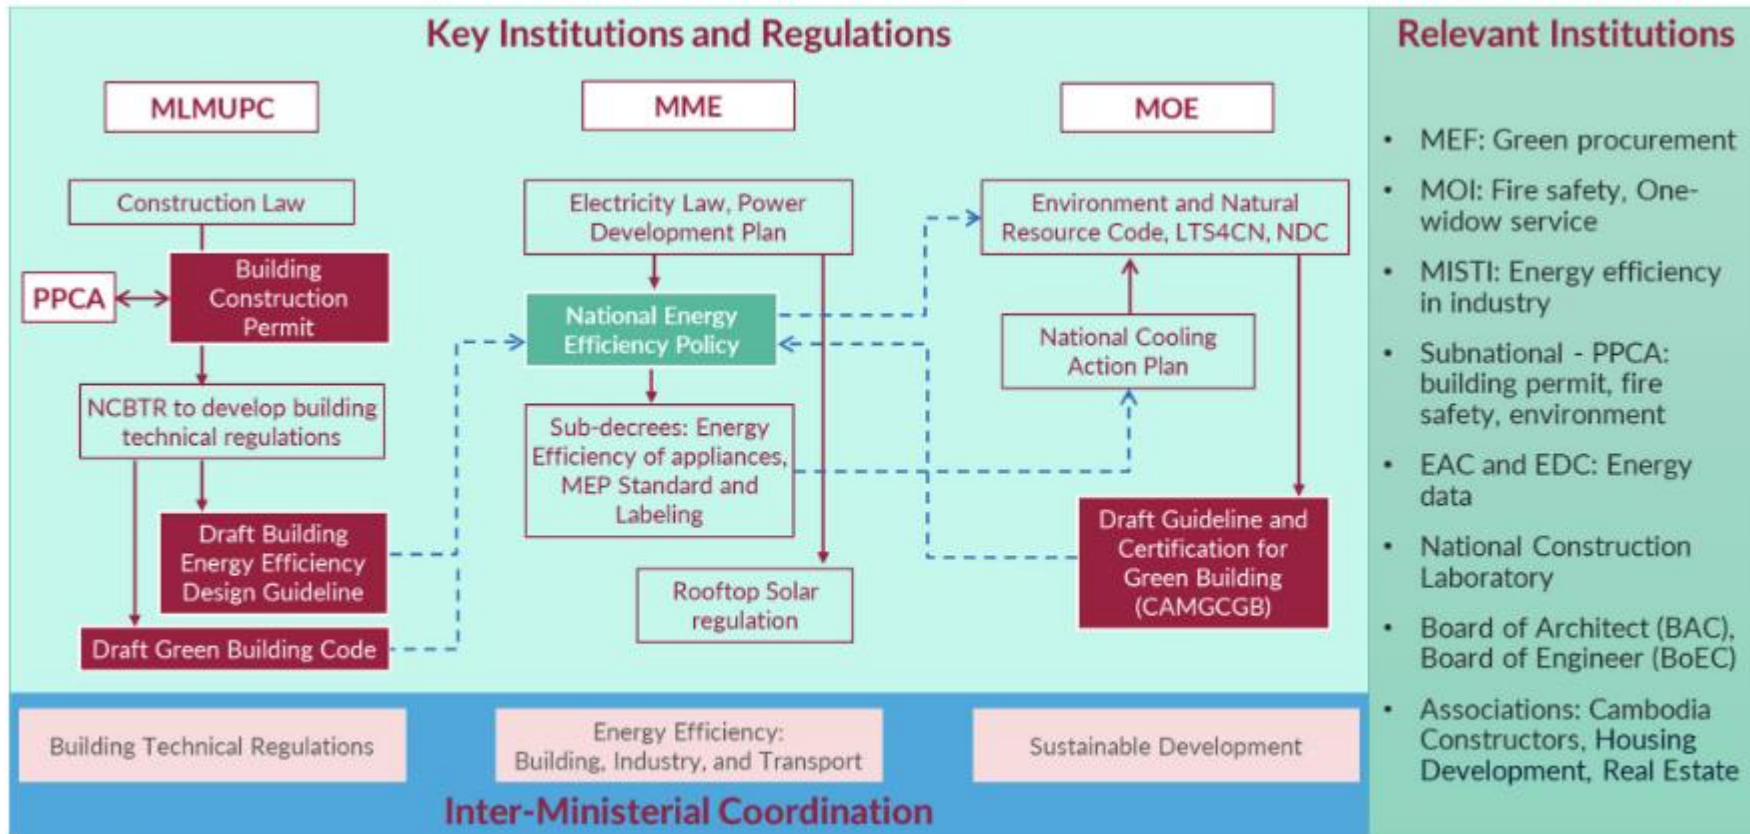 Key Institutions and Regulations
MLMUPC
Construction Law
Building
Construction
Permit
PPCA
NCBTR to develop building
technical regulations
Draft Building
Energy Efficiency
Design Guideline
Draft Green Building Code
MME
Electricity Law, Power
Development Plan
National Energy
Efficiency Policy
Sub-decrees: Energy
Efficiency of appliances,
MEP Standard and
Labeling
Rooftop Solar
regulation
MOE
Environment and Natural
Resource Code, LTS4CN, NDC
National Cooling
Action Plan
Draft Guideline and
Certification for
Green Building
(CAMGCGB)
Building Technical Regulations
Energy Efficiency:
Building, Industry, and Transport
Sustainable Development
Inter-Ministerial Coordination
Relevant Institutions
• MEF: Green procurement
• MOI: Fire safety, One-
widow service
• MISTI: Energy efficiency
in industry
• Subnational - PPCA:
building permit, fire
safety, environment
• EAC and EDC: Energy
data
• National Construction
Laboratory
• Board of Architect (BAC),
Board of Engineer (BoEC)
• Associations: Cambodia
Constructors, Housing
Development, Real Estate